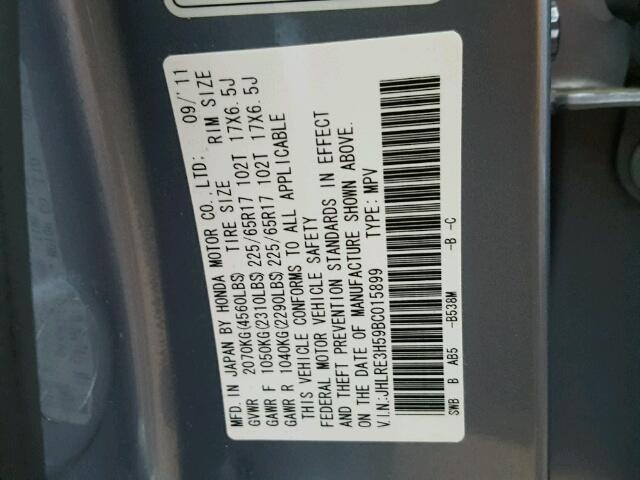 MFD. IN JAPAN BY HONDA MOTOR CO., LTD: 09/'11
TIRE SIZE RIM SIZE
GVWR 2070KG(4560LBS)
GAWR F 1050KG(2310LBS) 225/65R17 102T 17X6.5J
GAWR R 1040KG(2290LBS) 225/65R17 102T 17X6.5J
THIS VEHICLE CONFORMS TO ALL APPLICABLE
FEDERAL MOTOR VEHICLE SAFETY
AND THEFT PREVENTION STANDARDS IN EFFECT
ON THE DATE OF MANUFACTURE SHOWN ABOVE.
V.I.N:JHLRE3H59BC015899 TYPE: MPV
SWB B AB5 -B538M -B -C